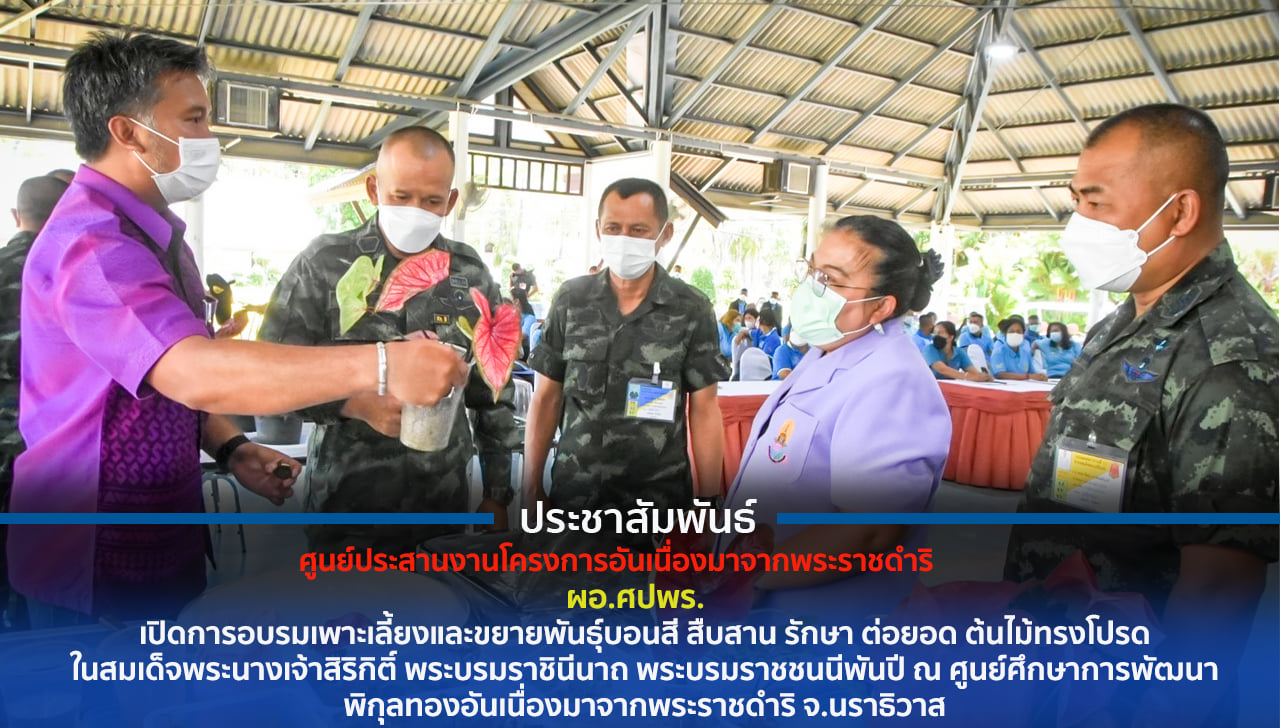 ประชาสัมพันธ์
ศูนย์ประสานงานโครงการอันเนื่องมาจากพระราชดำริ
ผอ.ศปพร.
เปิดการอบรมเพาะเลี้ยงและขยายพันธุ์บอนสี สืบสาน รักษา ต่อยอด ต้นไม้ทรงโปรด
ในสมเด็จพระนางเจ้าสิริกิติ์ พระบรมราชินีนาถ พระบรมราชชนนีพันปี ณ ศูนย์ศึกษาการพัฒนา
พิกุลทองอันเนื่องมาจากพระราชดำริ จ.นราธิวาส